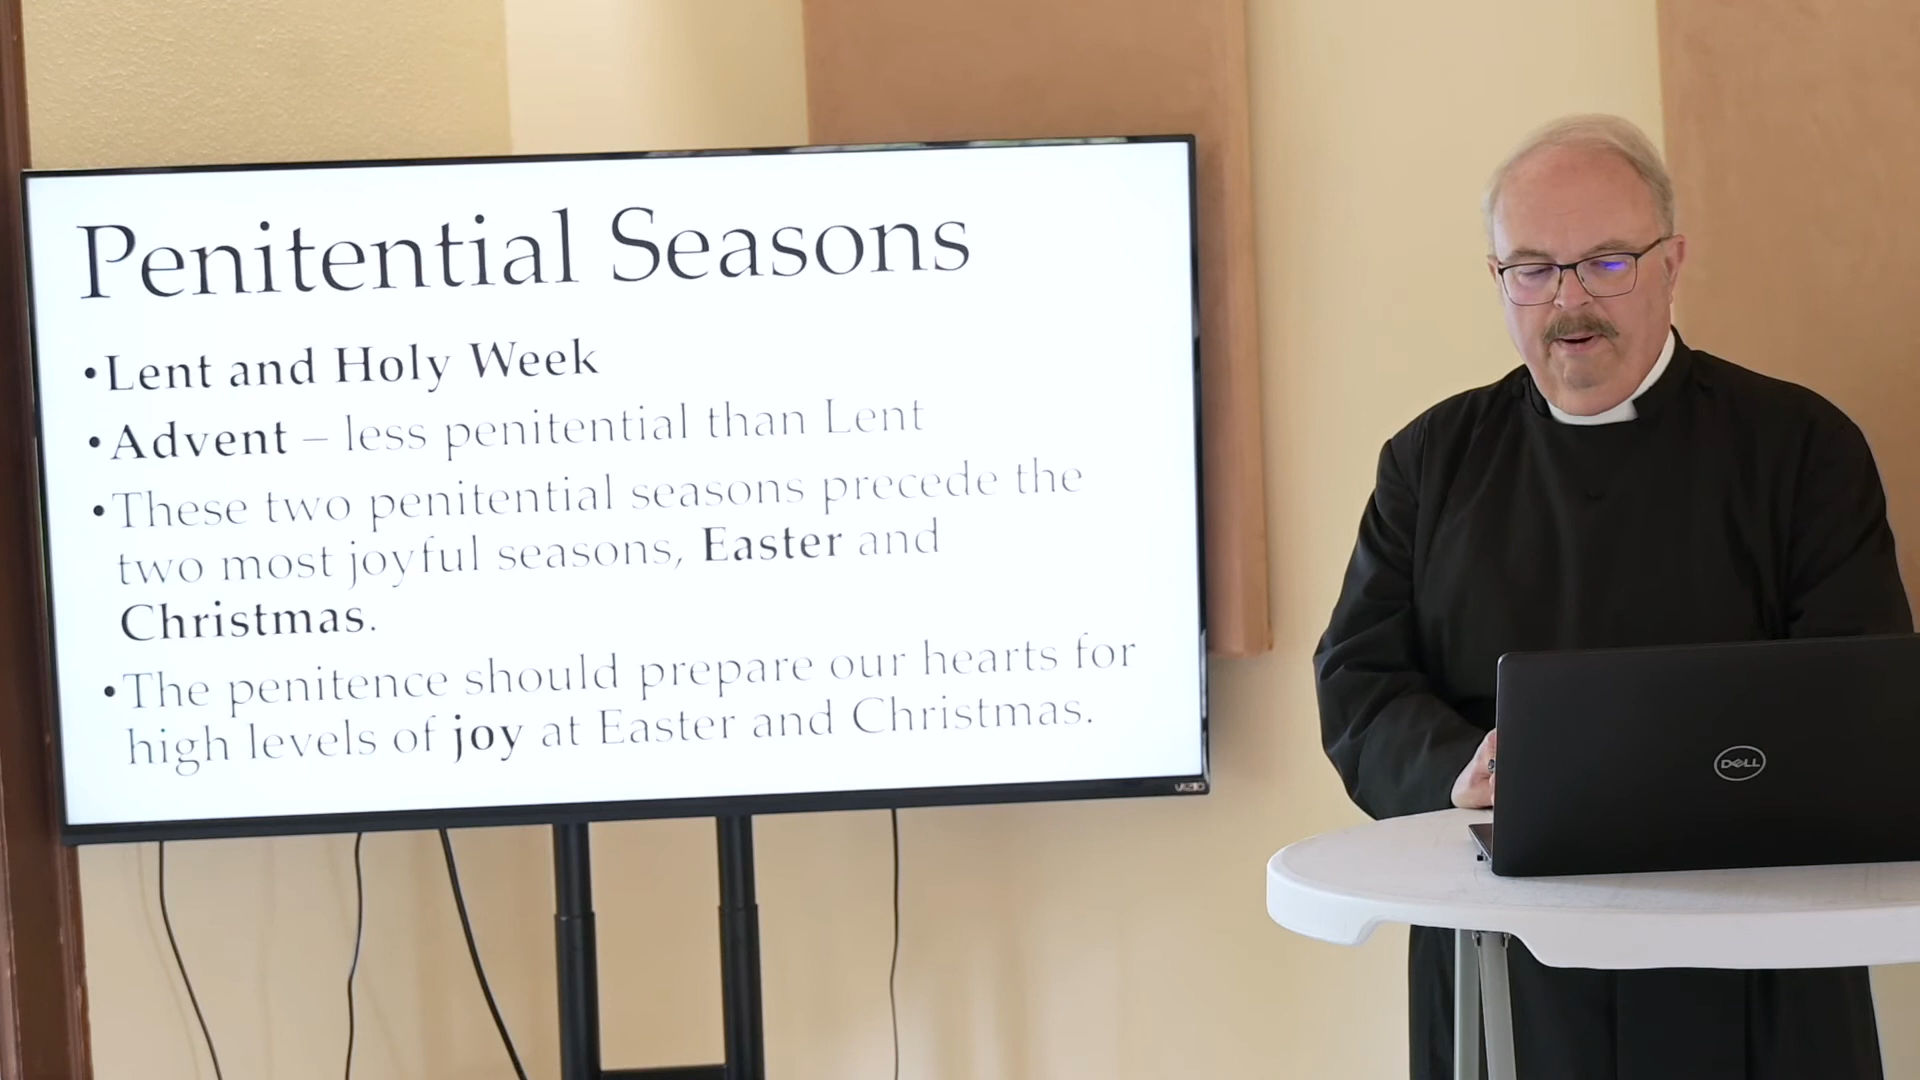 Penitential Seasons
•Lent and Holy Week
•Advent – less penitential than Lent
•These two penitential seasons precede the
two most joyful seasons, Easter and
Christmas.
•The penitence should prepare our hearts for
high levels of joy at Easter and Christmas.
VIZIO
DELL